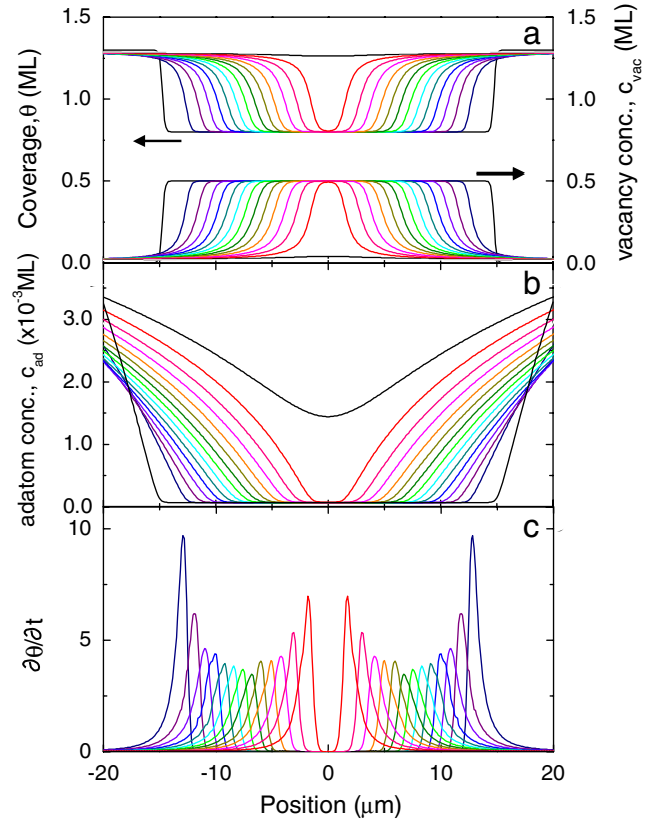 a
1.5
1.0
0.5
0.0
Coverage,θ (ML)
1.5
1.0
0.5
0.0
vacancy conc., c_vac (ML)
b
3.0
2.0
1.0
0.0
adatom conc., c_ad (x10⁻³ML)
c
10
5
0
∂θ/∂t
-20 -10 0 10 20
Position (μm)